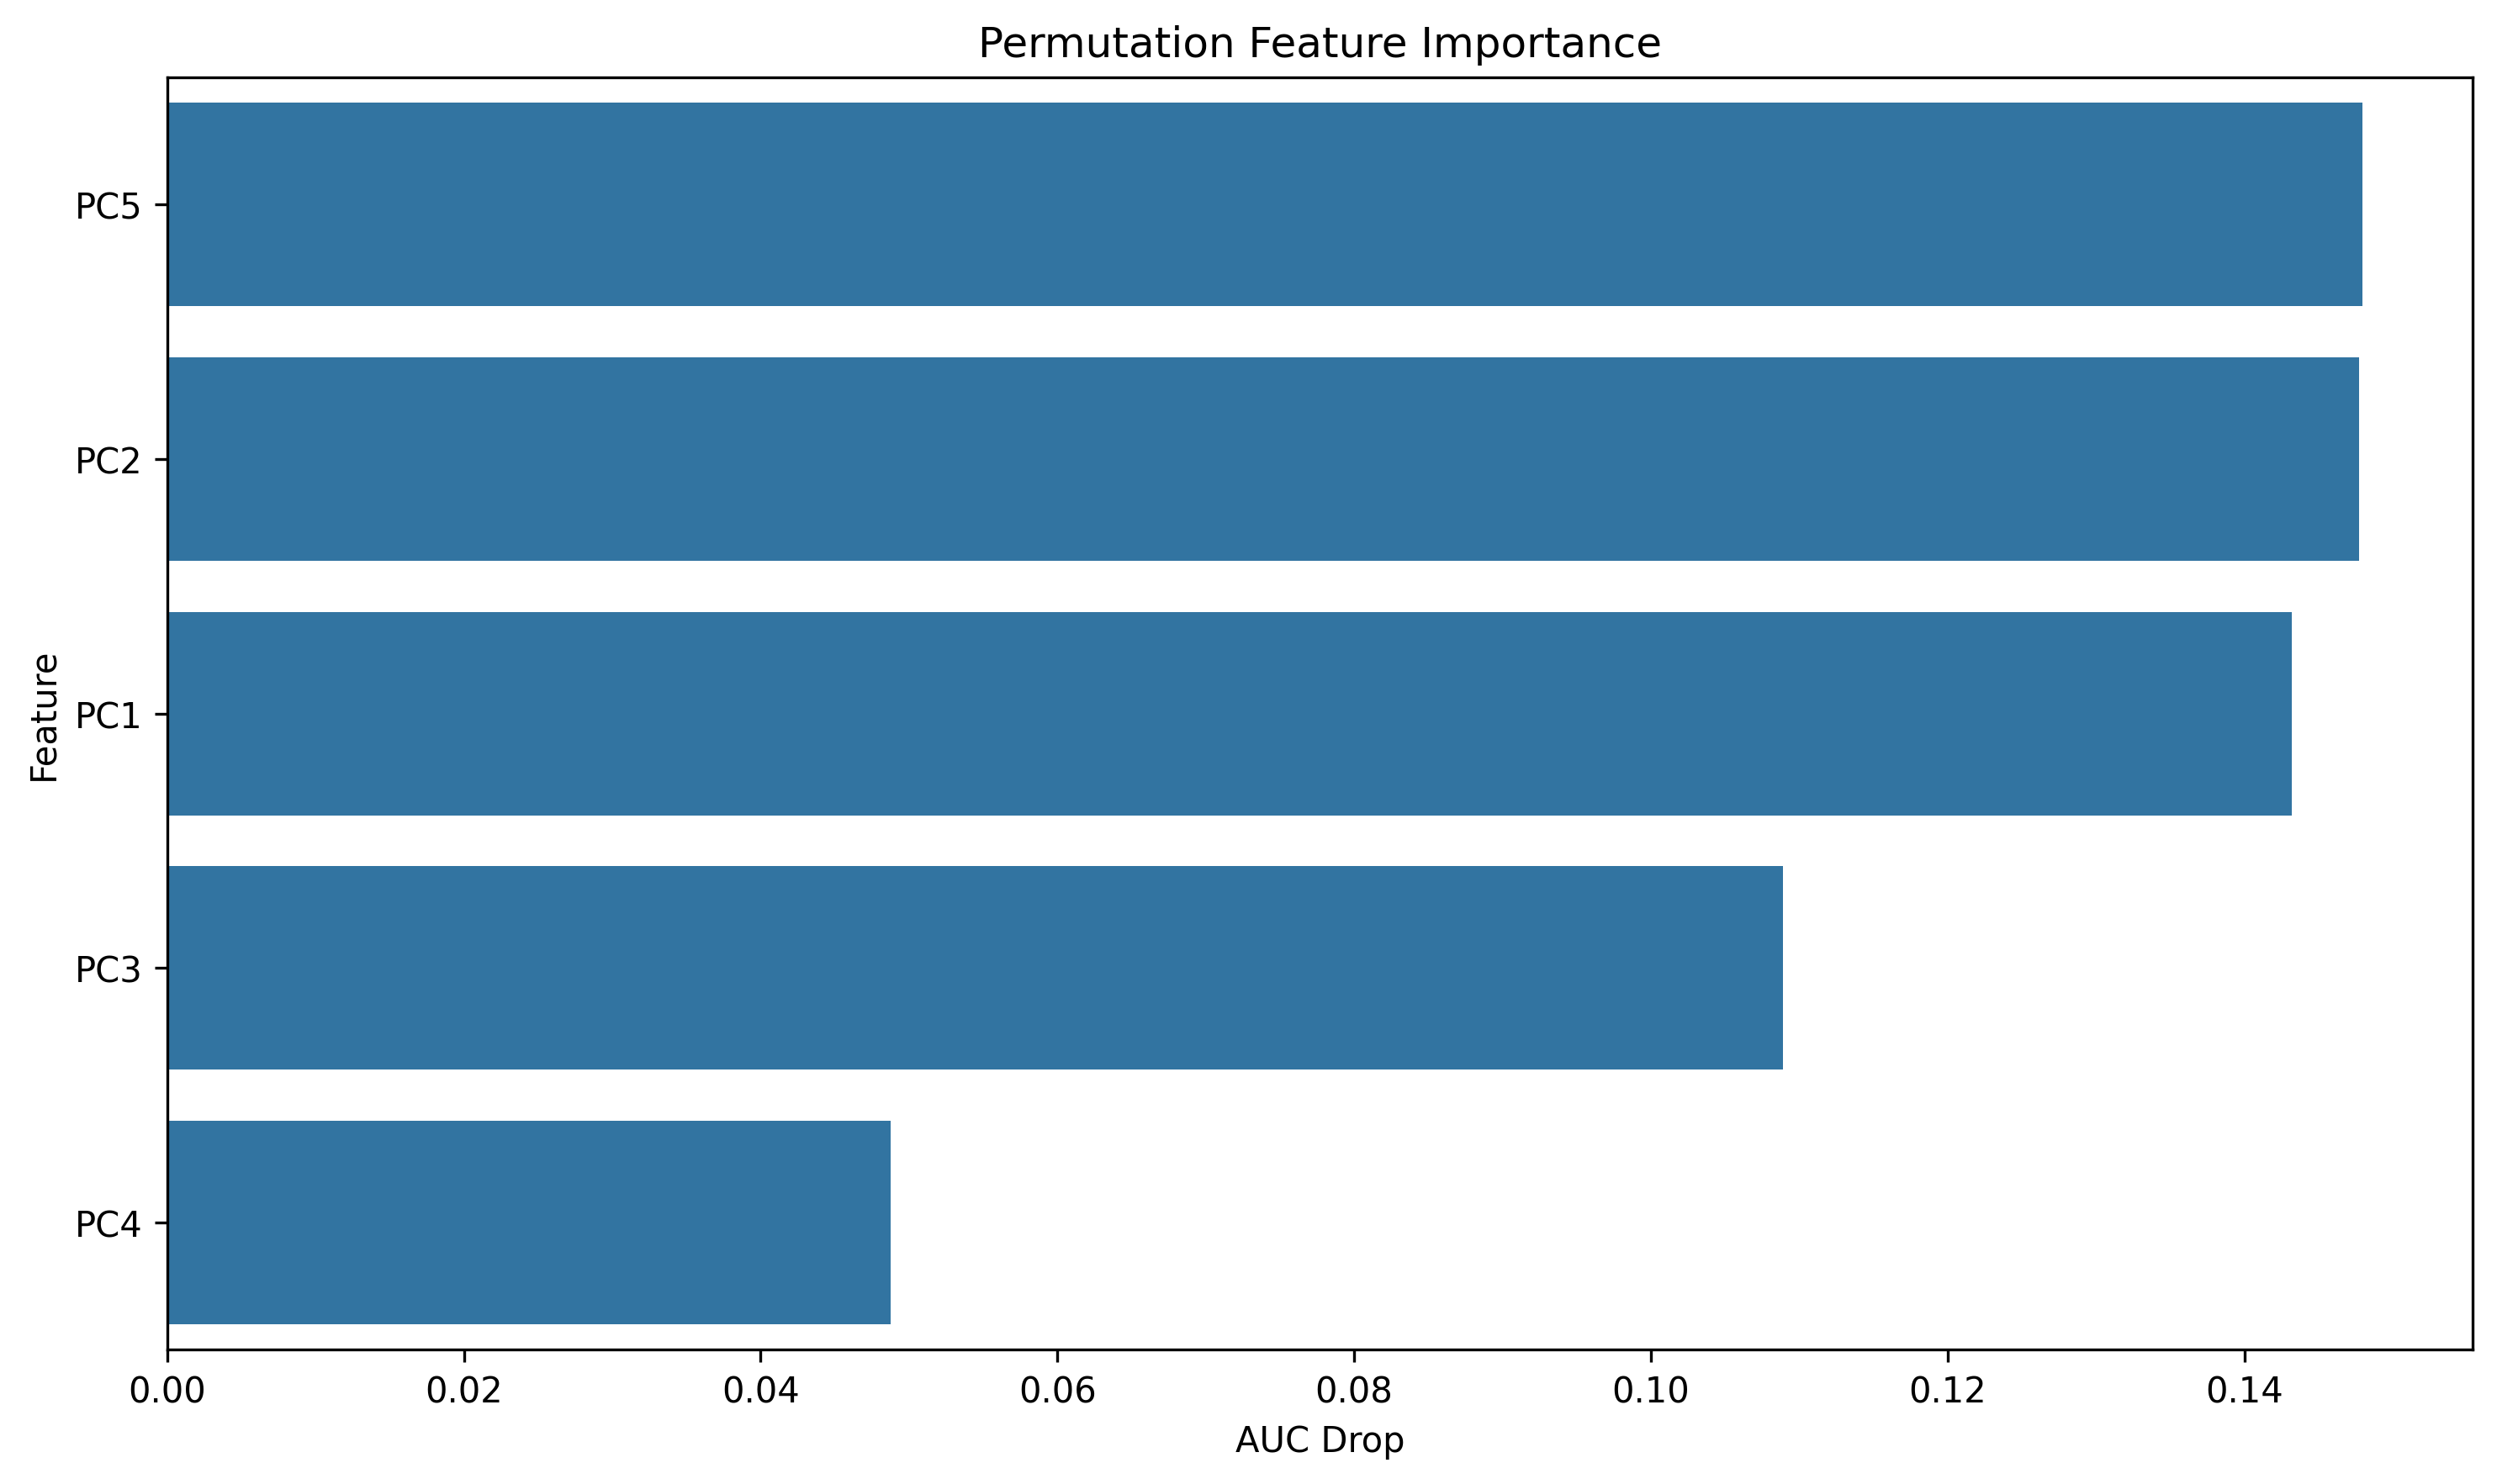 Permutation Feature Importance
Feature
PC5
PC2
PC1
PC3
PC4
0.00 0.02 0.04 0.06 0.08 0.10 0.12 0.14
AUC Drop